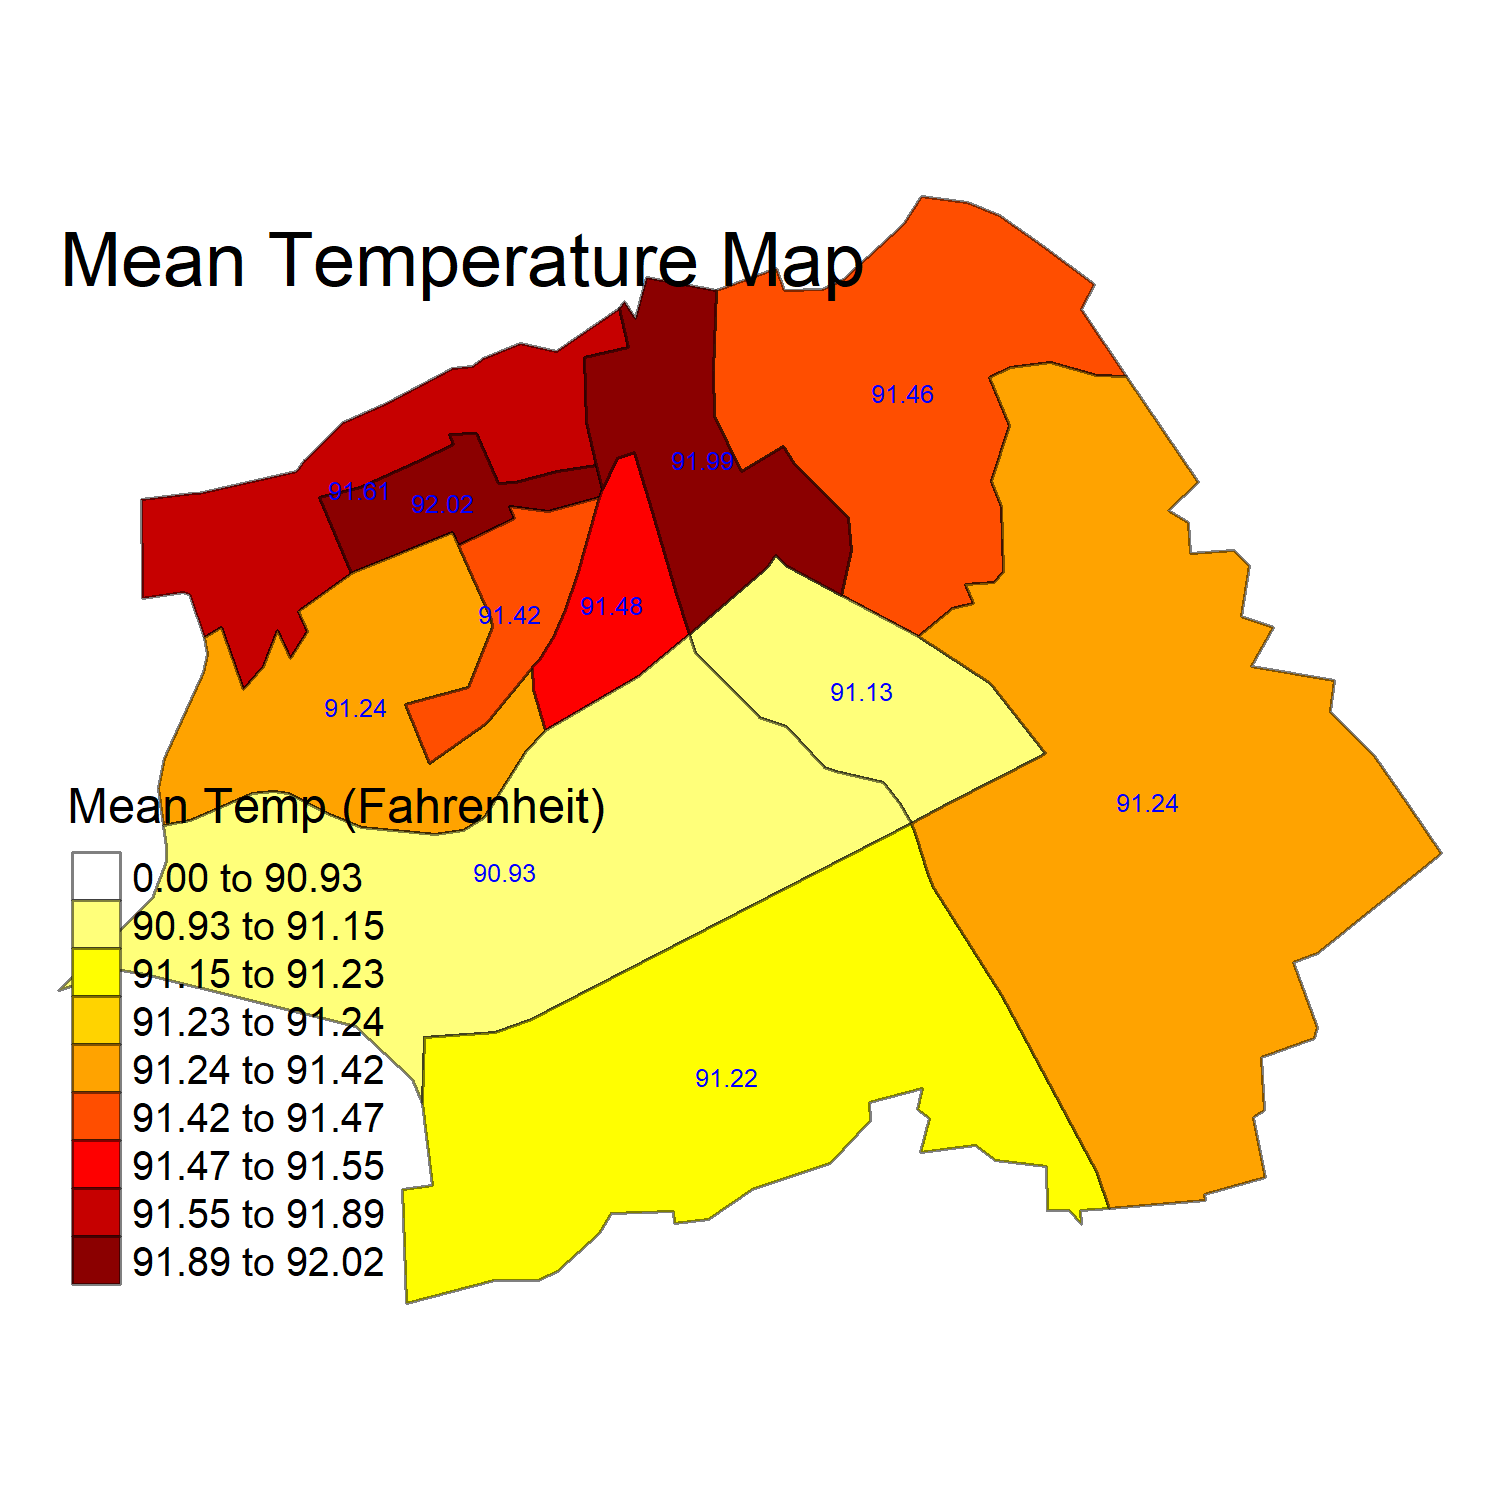 Mean Temperature Map
91.46
91.99
91.61
92.02
91.42
91.48
91.13
91.24
91.24
90.93
91.22
Mean Temp (Fahrenheit)
0.00 to 90.93
90.93 to 91.15
91.15 to 91.23
91.23 to 91.24
91.24 to 91.42
91.42 to 91.47
91.47 to 91.55
91.55 to 91.89
91.89 to 92.02